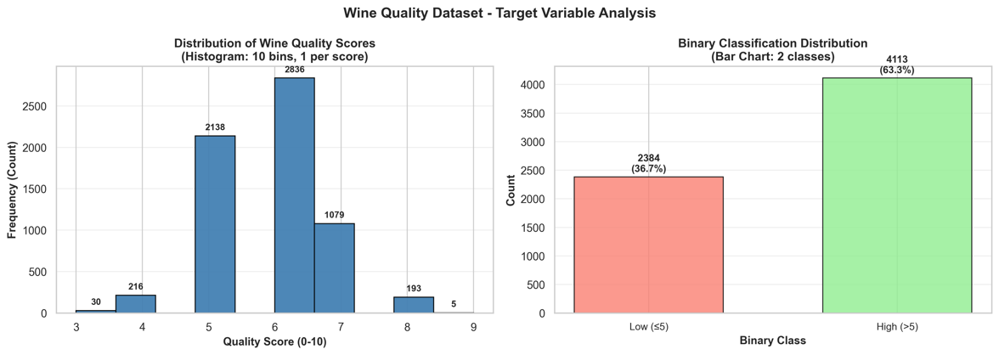 Wine Quality Dataset - Target Variable Analysis
Distribution of Wine Quality Scores
(Histogram: 10 bins, 1 per score)
Frequency (Count)
2500
2000
1500
1000
500
0
30
216
2138
2836
1079
193
5
3 4 5 6 7 8 9
Quality Score (0-10)
Binary Classification Distribution
(Bar Chart: 2 classes)
Count
4000
3500
3000
2500
2000
1500
1000
500
0
2384
(36.7%)
4113
(63.3%)
Low (≤5) High (>5)
Binary Class